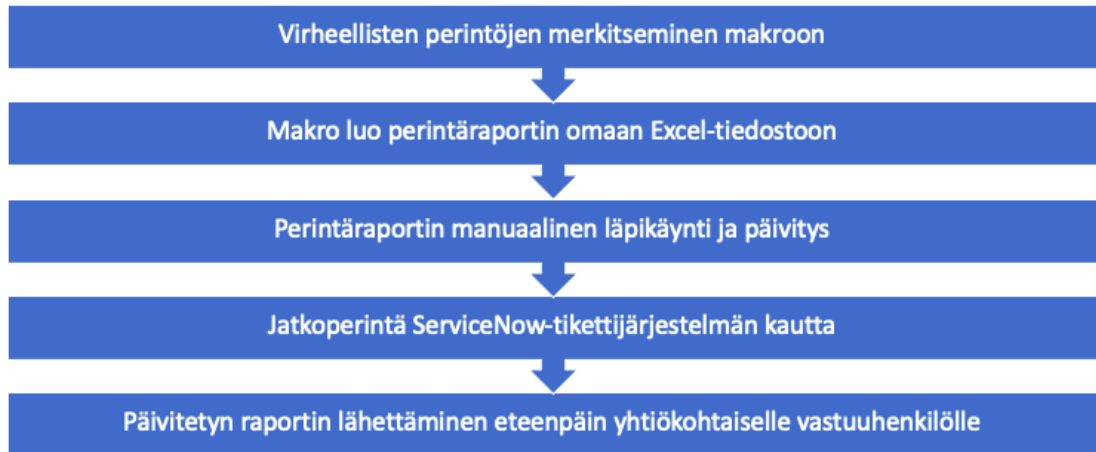 Virheellisten perintöjen merkitseminen makroon
Makro luo perintäraportin omaan Excel-tiedostoon
Perintäraportin manuaalinen läpikäynti ja päivitys
Jatkoperintä ServiceNow-tikettijärjestelmän kautta
Päivitetyn raportin lähettäminen eteenpäin yhtiökohtaiselle vastuuhenkilölle